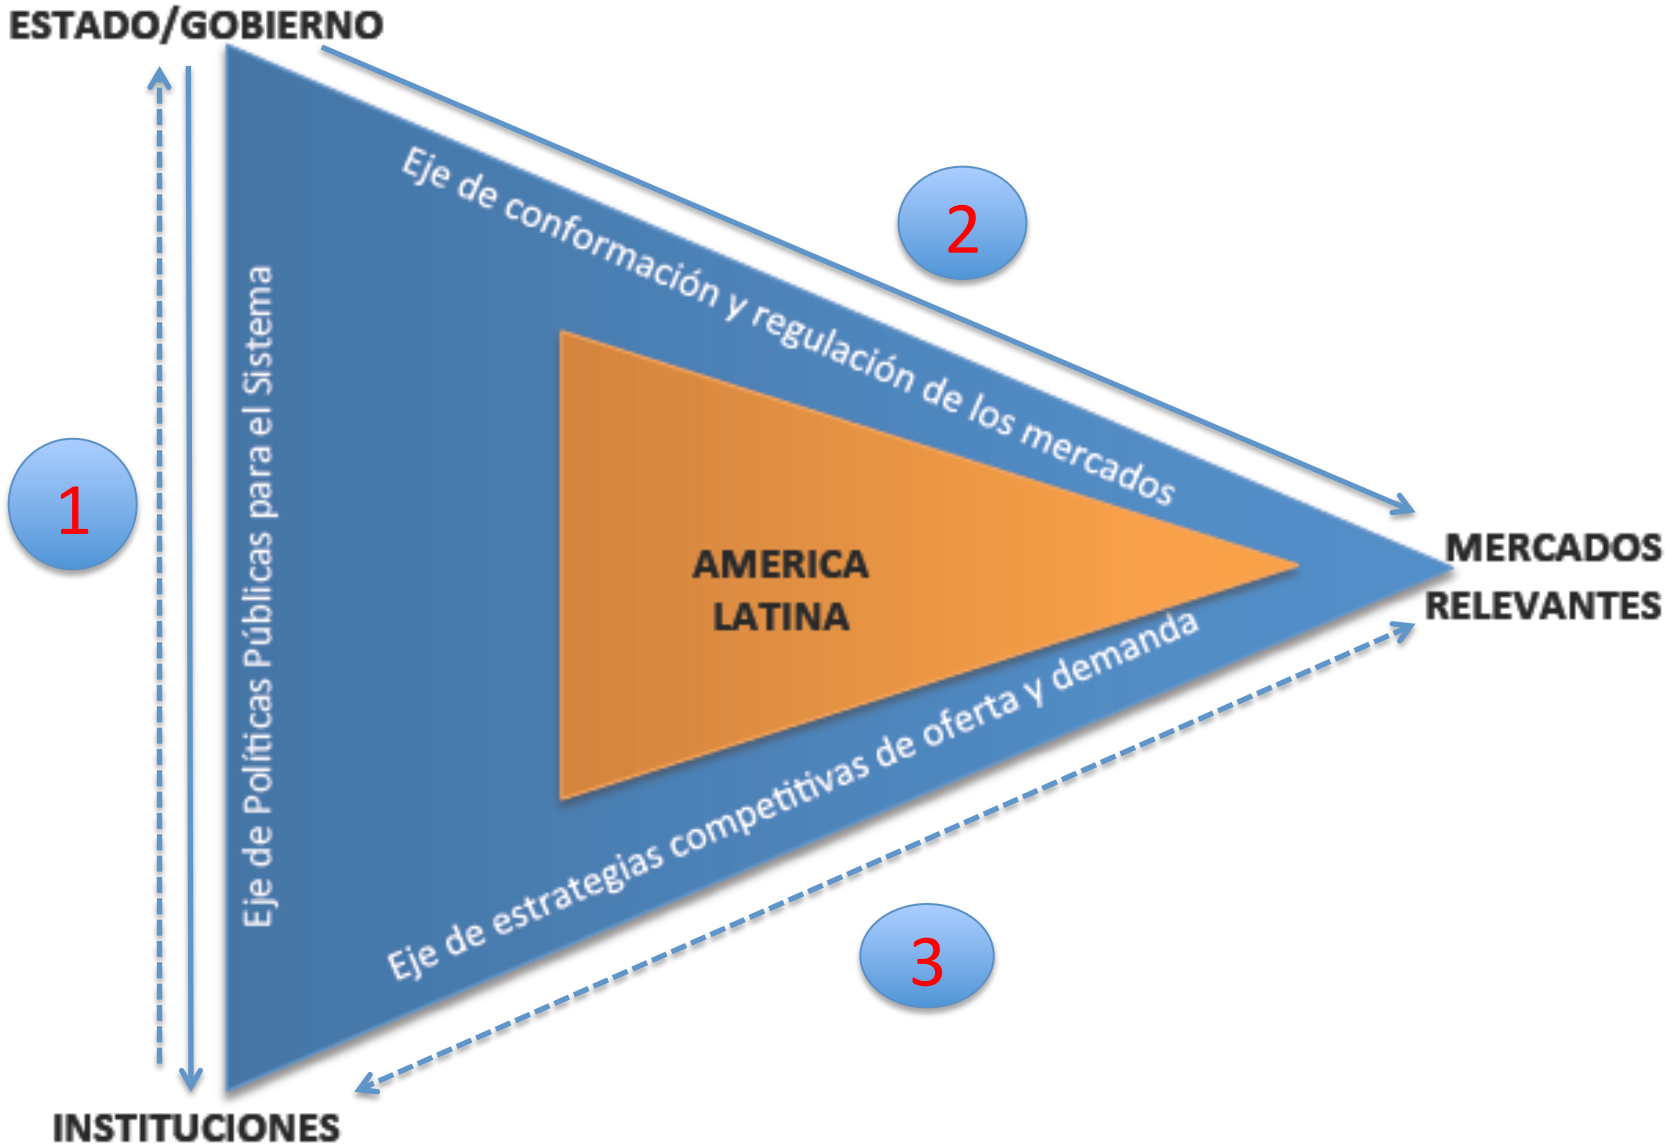 ESTADO/GOBIERNO
2
Eje de conformación y regulación de los mercados
Eje de Políticas Públicas para el Sistema
1
AMERICA
LATINA
MERCADOS
RELEVANTES
Eje de estrategias competitivas de oferta y demanda
3
INSTITUCIONES